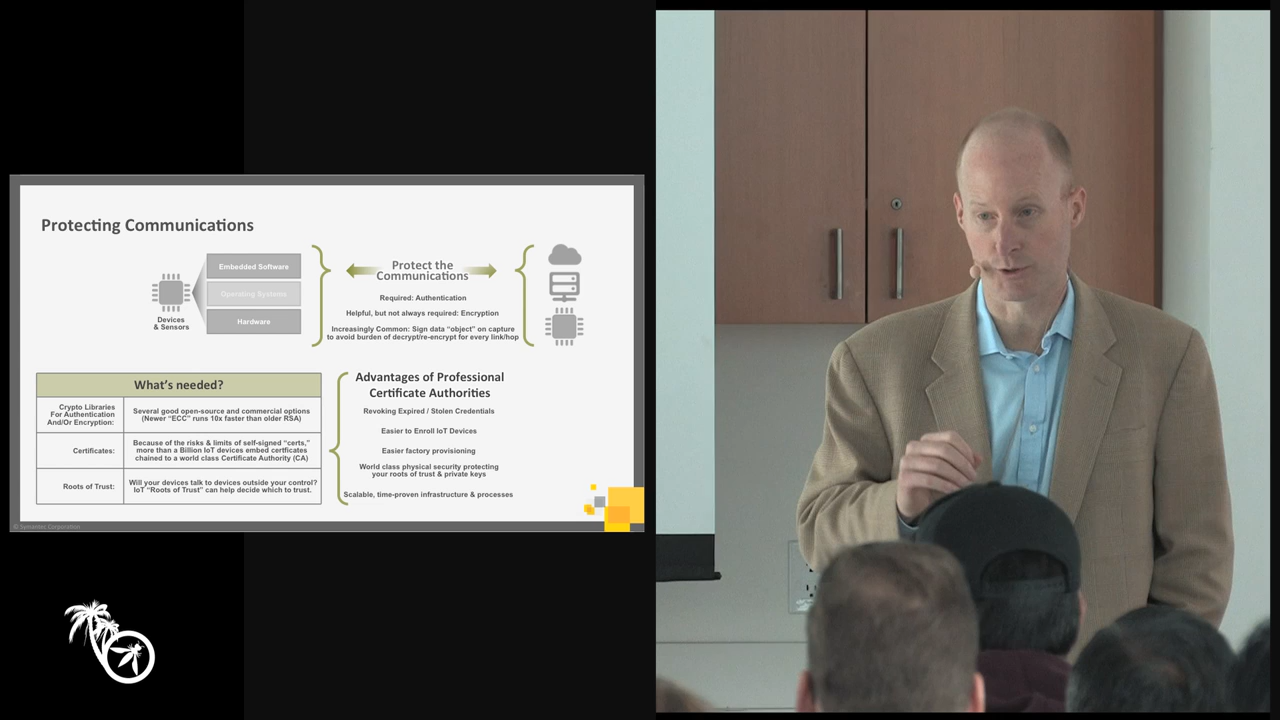 Protecting Communications
Embedded Software
Operating Systems
Hardware
Devices
& Sensors
Protect the
Communications
Required: Authentication
Helpful, but not always required: Encryption
Increasingly Common: Sign data “object” on capture
to avoid burden of decrypt/re-encrypt for every link/hop
What’s needed?
Crypto Libraries
For Authentication
And/Or Encryption:
Several good open-source and commercial options
(Newer “ECC” runs 10x faster than older RSA)
Certificates:
Because of the risks & limits of self-signed “certs,”
more than a Billion IoT devices embed certficates
chained to a world class Certificate Authority (CA)
Roots of Trust:
Will your devices talk to devices outside your control?
IoT “Roots of Trust” can help decide which to trust.
Advantages of Professional
Certificate Authorities
Revoking Expired / Stolen Credentials
Easier to Enroll IoT Devices
Easier factory provisioning
World class physical security protecting
your roots of trust & private keys
Scalable, time-proven infrastructure & processes
© Symantec Corporation